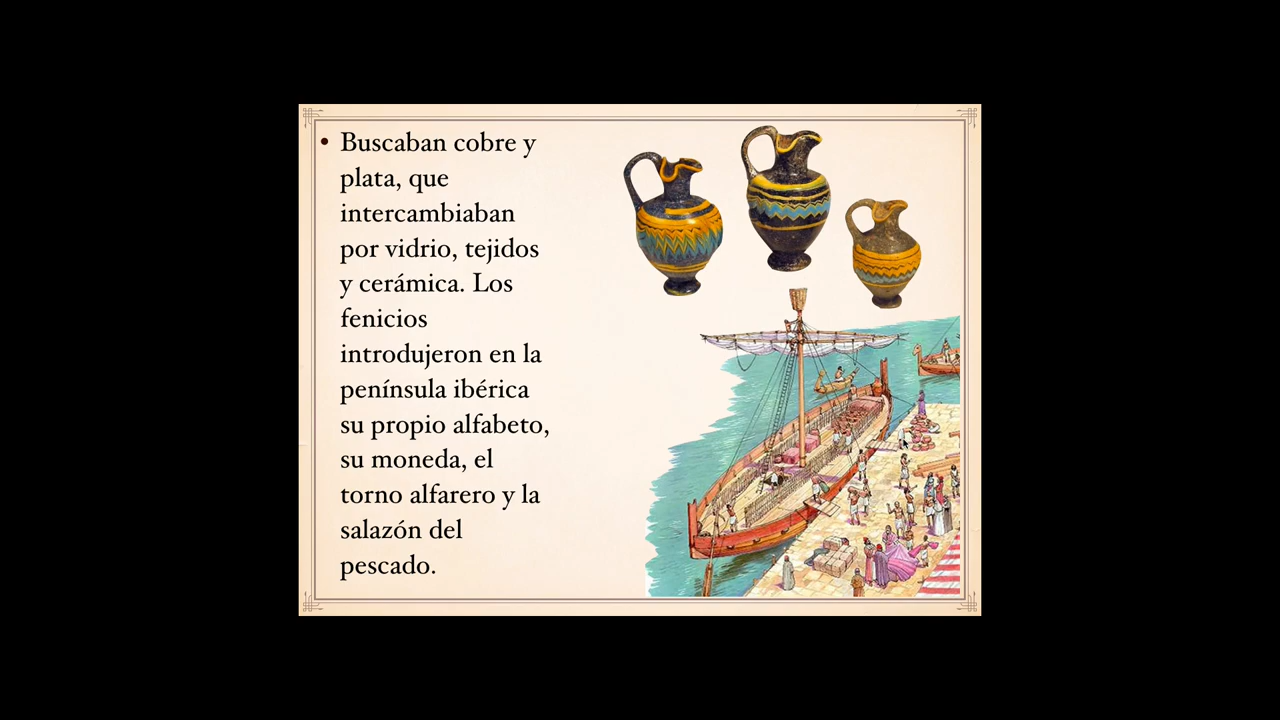 • Buscaban cobre y
plata, que
intercambiaban
por vidrio, tejidos
y cerámica. Los
fenicios
introdujeron en la
península ibérica
su propio alfabeto,
su moneda, el
torno alfarero y la
salazón del
pescado.